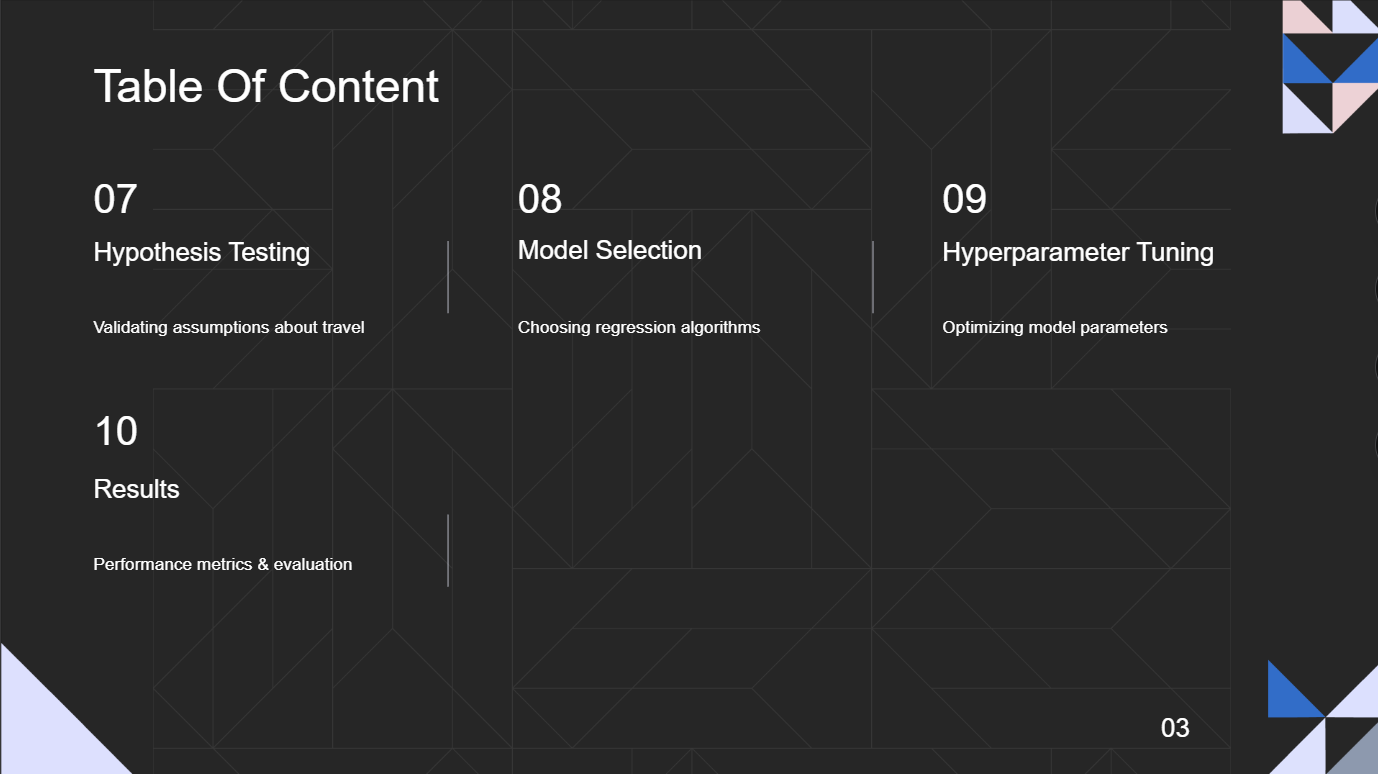 Table Of Content
07
Hypothesis Testing
Validating assumptions about travel
08
Model Selection
Choosing regression algorithms
09
Hyperparameter Tuning
Optimizing model parameters
10
Results
Performance metrics & evaluation
03